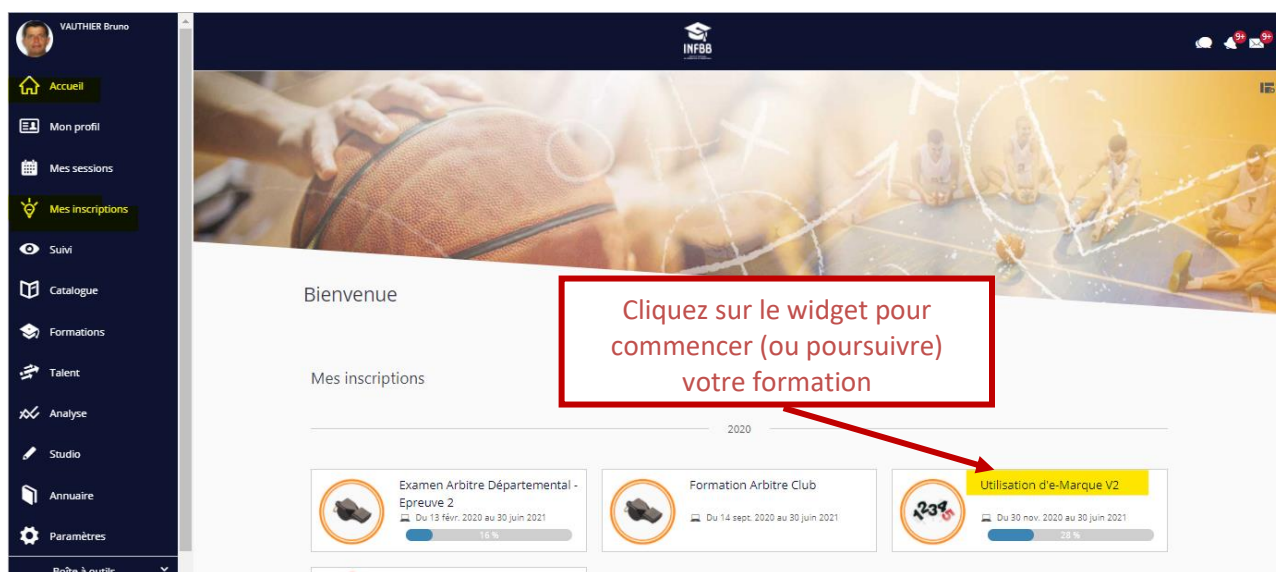 VAUTHIER Bruno
INFBB
9+
9+
Accueil
Mon profil
Mes sessions
Mes inscriptions
Suivi
Catalogue
Formations
Talent
Analyse
Studio
Annuaire
Paramètres
Boîte à outils
Bienvenue
Cliquez sur le widget pour
commencer (ou poursuivre)
votre formation
Mes inscriptions
2020
Examen Arbitre Départemental -
Epreuve 2
Du 13 févr. 2020 au 30 juin 2021
16 %
Formation Arbitre Club
Du 14 sept. 2020 au 30 juin 2021
12345
Utilisation d'e-Marque V2
Du 30 nov. 2020 au 30 juin 2021
28 %